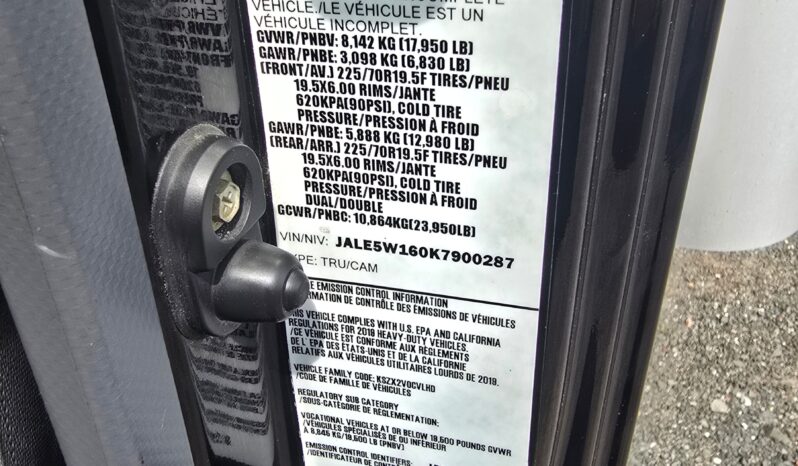 VÉHICLE./LE VÉHICULE EST UN
VÉHICULE INCOMPLET.
GVWR/PNBV: 8,142 KG (17,950 LB)
GAWR/PNBE: 3,098 KG (6,830 LB)
(FRONT/AV.) 225/70R19.5F TIRES/PNEU
19.5X6.00 RIMS/JANTE
620KPA(90PSI), COLD TIRE
PRESSURE/PRESSION À FROID
GAWR/PNBE: 5,888 KG (12,980 LB)
(REAR/ARR.) 225/70R19.5F TIRES/PNEU
19.5X6.00 RIMS/JANTE
620KPA(90PSI), COLD TIRE
PRESSURE/PRESSION À FROID
DUAL/DOUBLE
GCWR/PNBC: 10,864KG(23,950LB)
VIN/NIV: JALE5W160K7900287
TYPE: TRU/CAM
EMISSION CONTROL INFORMATION
DE CONTRÔLE DES ÉMISSIONS DE VÉHICULES
VEHICLE COMPLIES WITH U.S. EPA AND CALIFORNIA
REGULATIONS FOR 2019 HEAVY-DUTY VEHICLES.
/CE VÉHICULE EST CONFORME AUX RÈGLEMENTS
DE L'EPA DES ÉTATS-UNIS ET DE LA CALIFORNIE
RELATIFS AUX VÉHICULES UTILITAIRES LOURDS DE 2019.
VEHICLE FAMILY CODE: KSZX2VOCVLHD
/CODE DE FAMILLE DE VÉHICULES
REGULATORY SUB CATEGORY
/SOUS-CATÉGORIE DE RÉGLEMENTATION:
VOCATIONAL VEHICLES AT OR BELOW 19,500 POUNDS GVWR
/VÉHICULES SPÉCIALISÉS DE OU INFÉRIEUR
À 8,845 KG/19,500 LB (PNBV)
EMISSION CONTROL IDENTIFIERS:
/IDENTIFICATEUR DE